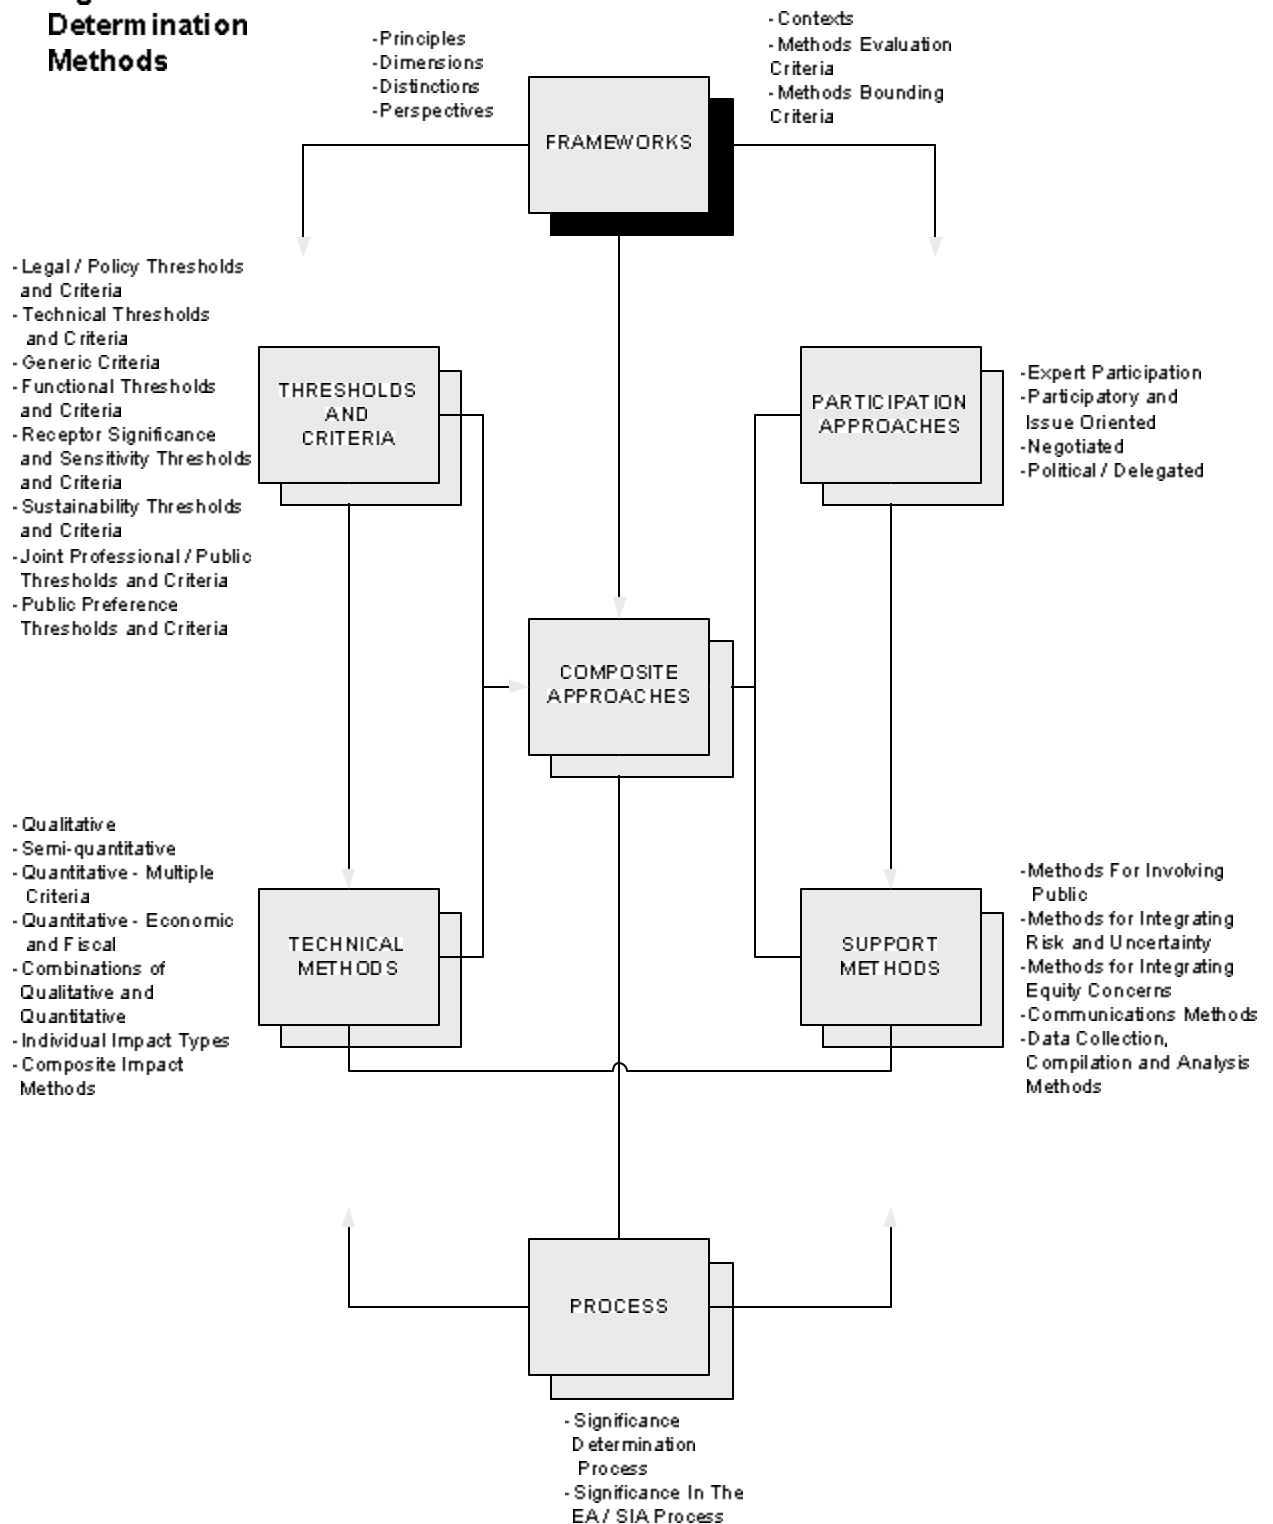 Determination
Methods
- Principles
- Dimensions
- Distinctions
- Perspectives
- Contexts
- Methods Evaluation
Criteria
- Methods Bounding
Criteria
FRAMEWORKS
- Legal / Policy Thresholds
and Criteria
- Technical Thresholds
and Criteria
- Generic Criteria
- Functional Thresholds
and Criteria
- Receptor Significance
and Sensitivity Thresholds
and Criteria
- Sustainability Thresholds
and Criteria
- Joint Professional / Public
Thresholds and Criteria
- Public Preference
Thresholds and Criteria
THRESHOLDS
AND
CRITERIA
PARTICIPATION
APPROACHES
- Expert Participation
- Participatory and
Issue Oriented
- Negotiated
- Political / Delegated
COMPOSITE
APPROACHES
- Qualitative
- Semi-quantitative
- Quantitative - Multiple
Criteria
- Quantitative - Economic
and Fiscal
- Combinations of
Qualitative and
Quantitative
- Individual Impact Types
- Composite Impact
Methods
TECHNICAL
METHODS
SUPPORT
METHODS
- Methods For Involving
Public
- Methods for Integrating
Risk and Uncertainty
- Methods for Integrating
Equity Concerns
- Communications Methods
- Data Collection,
Compilation and Analysis
Methods
PROCESS
- Significance
Determination
Process
- Significance In The
EA / SIA Process